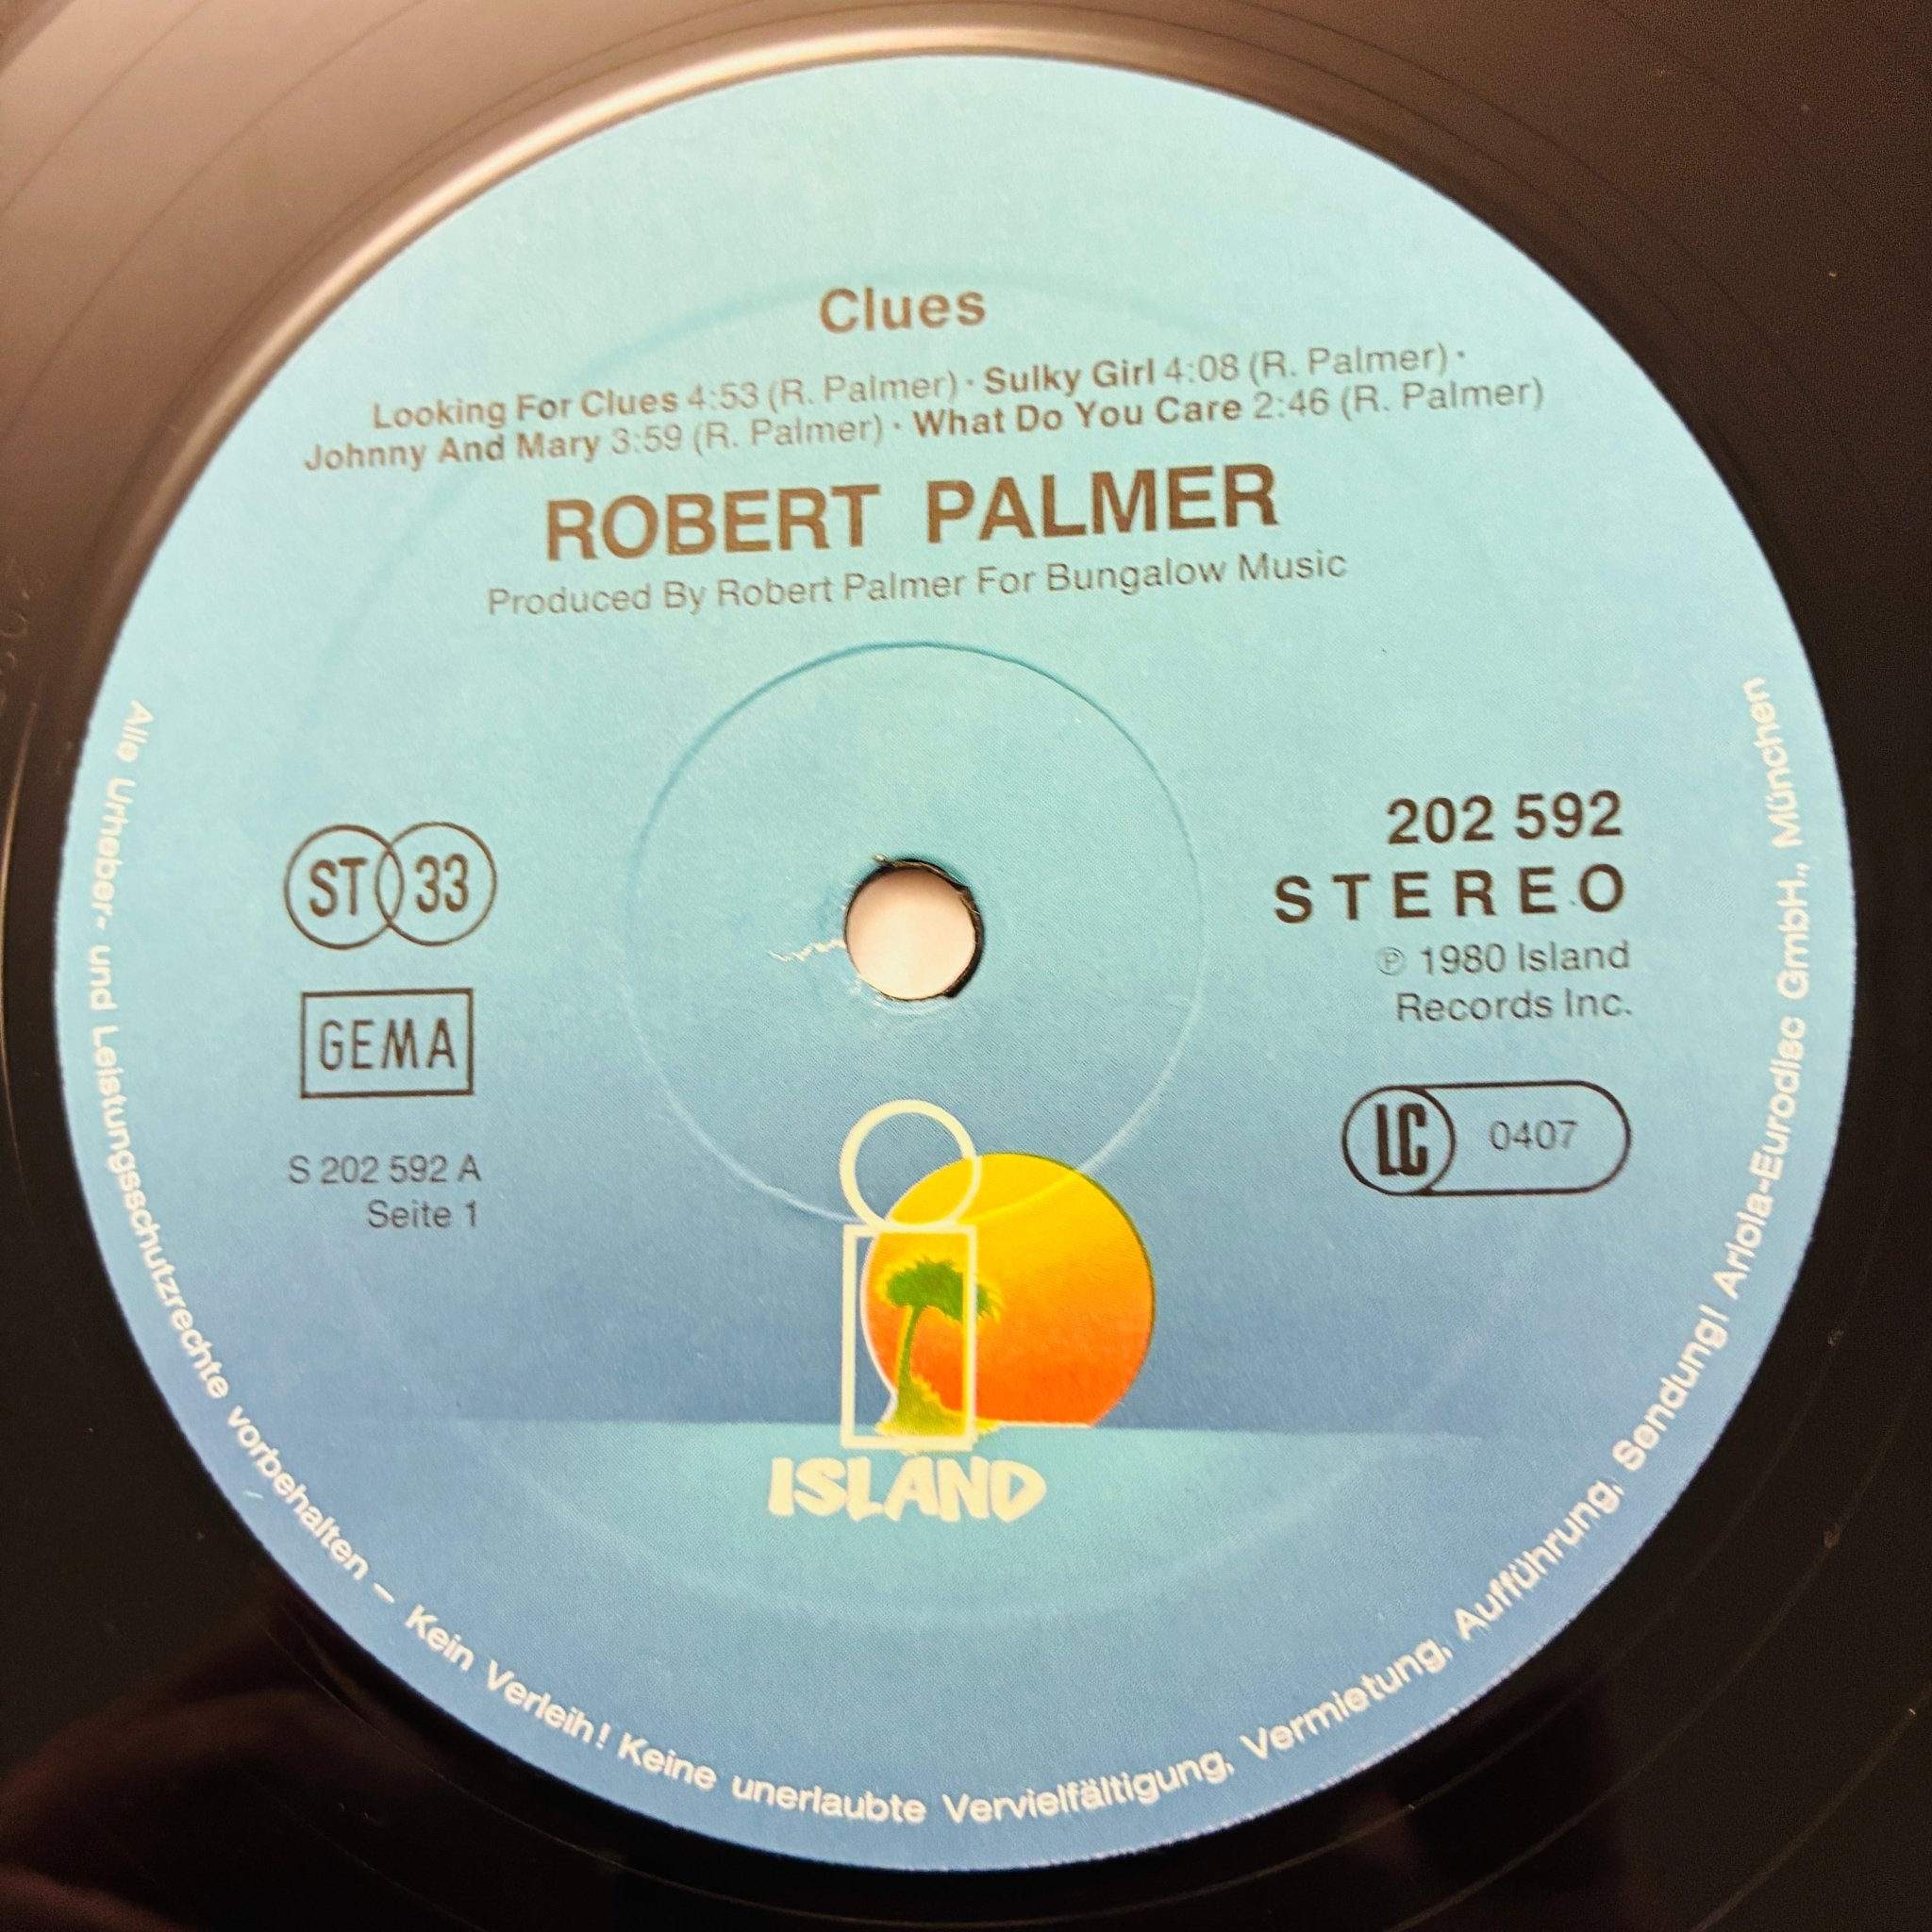 Clues
Looking For Clues 4:53 (R. Palmer) · Sulky Girl 4:08 (R. Palmer) ·
Johnny And Mary 3:59 (R. Palmer) · What Do You Care 2:46 (R. Palmer)
ROBERT PALMER
Produced By Robert Palmer For Bungalow Music
ST 33
GEMA
S 202 592 A
Seite 1
202 592
STEREO
℗ 1980 Island
Records Inc.
LC 0407
ISLAND
Alle Urheber- und Leistungsschutzrechte vorbehalten – Kein Verleih! Keine unerlaubte Vervielfältigung, Vermietung, Aufführung, Sendung! Ariola-Eurodisc GmbH., München